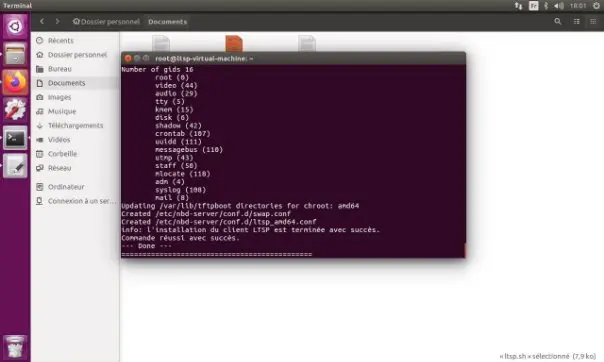 Terminal
Fr
18:01
Dossier personnel
Documents
Récents
Dossier personnel
Bureau
Documents
Images
Musique
Téléchargements
Vidéos
Corbeille
Réseau
Ordinateur
Connexion à un ser...
root@ltsp-virtual-machine: ~
Number of gids 16
root (0)
video (44)
audio (29)
tty (5)
kmem (15)
disk (6)
shadow (42)
crontab (107)
uuidd (111)
messagebus (110)
utmp (43)
staff (50)
mlocate (118)
adm (4)
syslog (108)
mail (8)
Updating /var/lib/tftpboot directories for chroot: amd64
Created /etc/nbd-server/conf.d/swap.conf
Created /etc/nbd-server/conf.d/ltsp_amd64.conf
info: l'installation du client LTSP est terminée avec succès.
Commande réussi avec succès.
--- Done ---
===============================================
« ltsp.sh » sélectionné (7,9 ko)